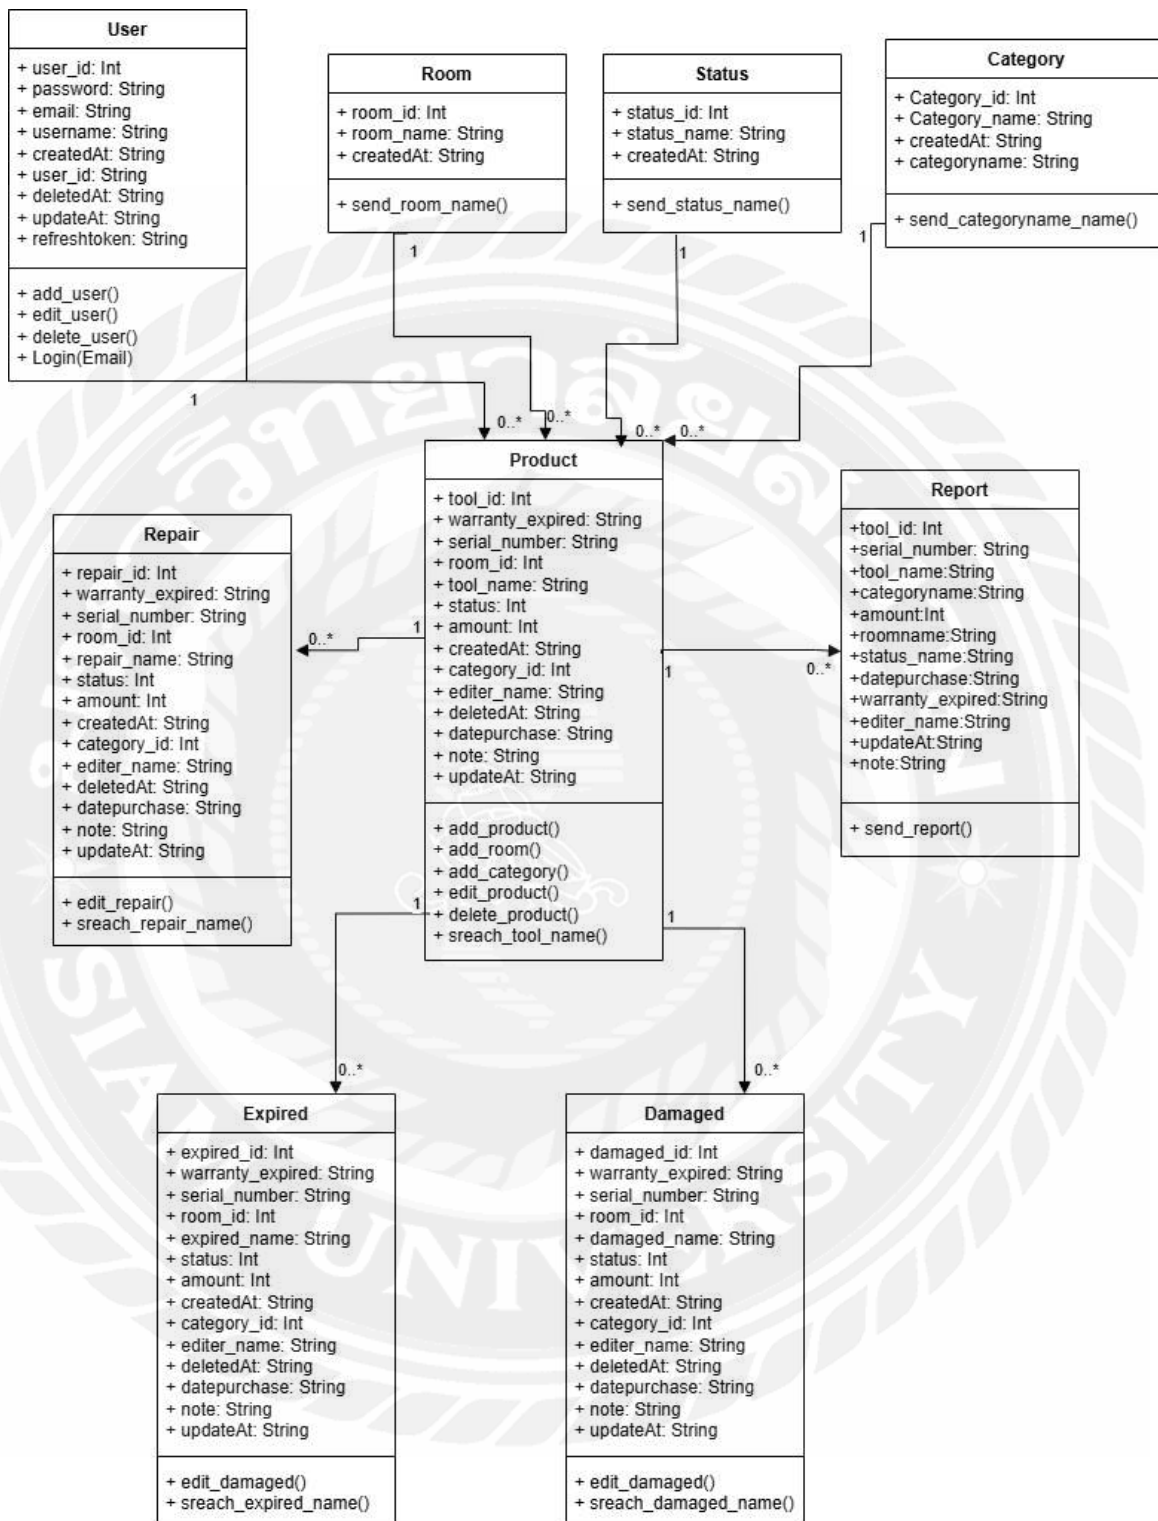 User
+ user_id: Int
+ password: String
+ email: String
+ username: String
+ createdAt: String
+ user_id: String
+ deletedAt: String
+ updateAt: String
+ refreshtoken: String
+ add_user()
+ edit_user()
+ delete_user()
+ Login(Email)
1
0..*
Room
+ room_id: Int
+ room_name: String
+ createdAt: String
+ send_room_name()
1
0..*
Status
+ status_id: Int
+ status_name: String
+ createdAt: String
+ send_status_name()
1
0..*
Category
+ Category_id: Int
+ Category_name: String
+ createdAt: String
+ categoryname: String
+ send_categoryname_name()
1
0..*
Product
+ tool_id: Int
+ warranty_expired: String
+ serial_number: String
+ room_id: Int
+ tool_name: String
+ status: Int
+ amount: Int
+ createdAt: String
+ category_id: Int
+ editer_name: String
+ deletedAt: String
+ datepurchase: String
+ note: String
+ updateAt: String
+ add_product()
+ add_room()
+ add_category()
+ edit_product()
+ delete_product()
+ sreach_tool_name()
Repair
+ repair_id: Int
+ warranty_expired: String
+ serial_number: String
+ room_id: Int
+ repair_name: String
+ status: Int
+ amount: Int
+ createdAt: String
+ category_id: Int
+ editer_name: String
+ deletedAt: String
+ datepurchase: String
+ note: String
+ updateAt: String
+ edit_repair()
+ sreach_repair_name()
0..*
1
Report
+tool_id: Int
+serial_number: String
+tool_name:String
+categoryname:String
+amount:Int
+roomname:String
+status_name:String
+datepurchase:String
+warranty_expired:String
+editer_name:String
+updateAt:String
+note:String
+ send_report()
1
0..*
1
0..*
1
0..*
Expired
+ expired_id: Int
+ warranty_expired: String
+ serial_number: String
+ room_id: Int
+ expired_name: String
+ status: Int
+ amount: Int
+ createdAt: String
+ category_id: Int
+ editer_name: String
+ deletedAt: String
+ datepurchase: String
+ note: String
+ updateAt: String
+ edit_damaged()
+ sreach_expired_name()
Damaged
+ damaged_id: Int
+ warranty_expired: String
+ serial_number: String
+ room_id: Int
+ damaged_name: String
+ status: Int
+ amount: Int
+ createdAt: String
+ category_id: Int
+ editer_name: String
+ deletedAt: String
+ datepurchase: String
+ note: String
+ updateAt: String
+ edit_damaged()
+ sreach_damaged_name()
SIAM UNIVERSITY